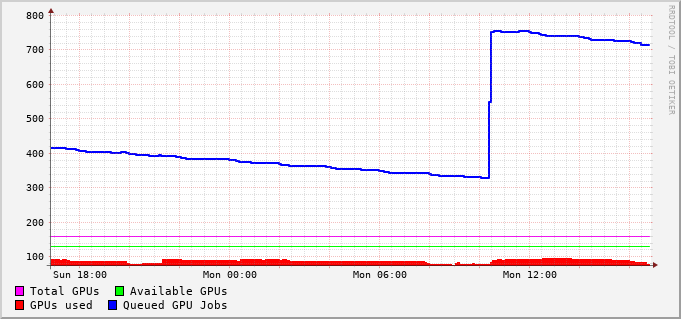 800
700
600
500
400
300
200
100
Sun 18:00 Mon 00:00 Mon 06:00 Mon 12:00
Total GPUs Available GPUs
GPUs used Queued GPU Jobs
RRDTOOL / TOBI OETIKER